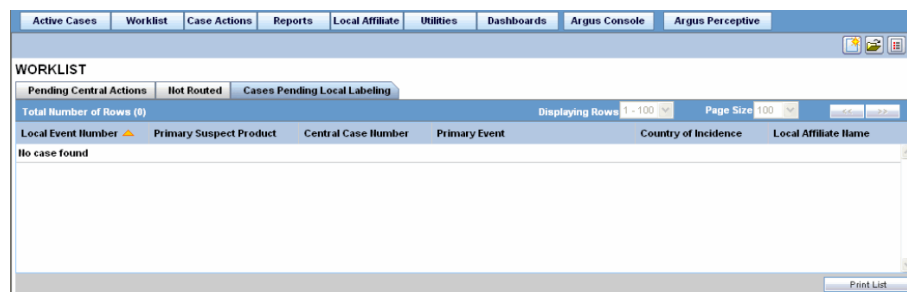 Active Cases Worklist Case Actions Reports Local Affiliate Utilities Dashboards Argus Console Argus Perceptive
WORKLIST
Pending Central Actions Not Routed Cases Pending Local Labeling
Total Number of Rows (0) Displaying Rows 1 - 100 Page Size 100 << >>
Local Event Number Primary Suspect Product Central Case Number Primary Event Country of Incidence Local Affiliate Name
No case found
Print List